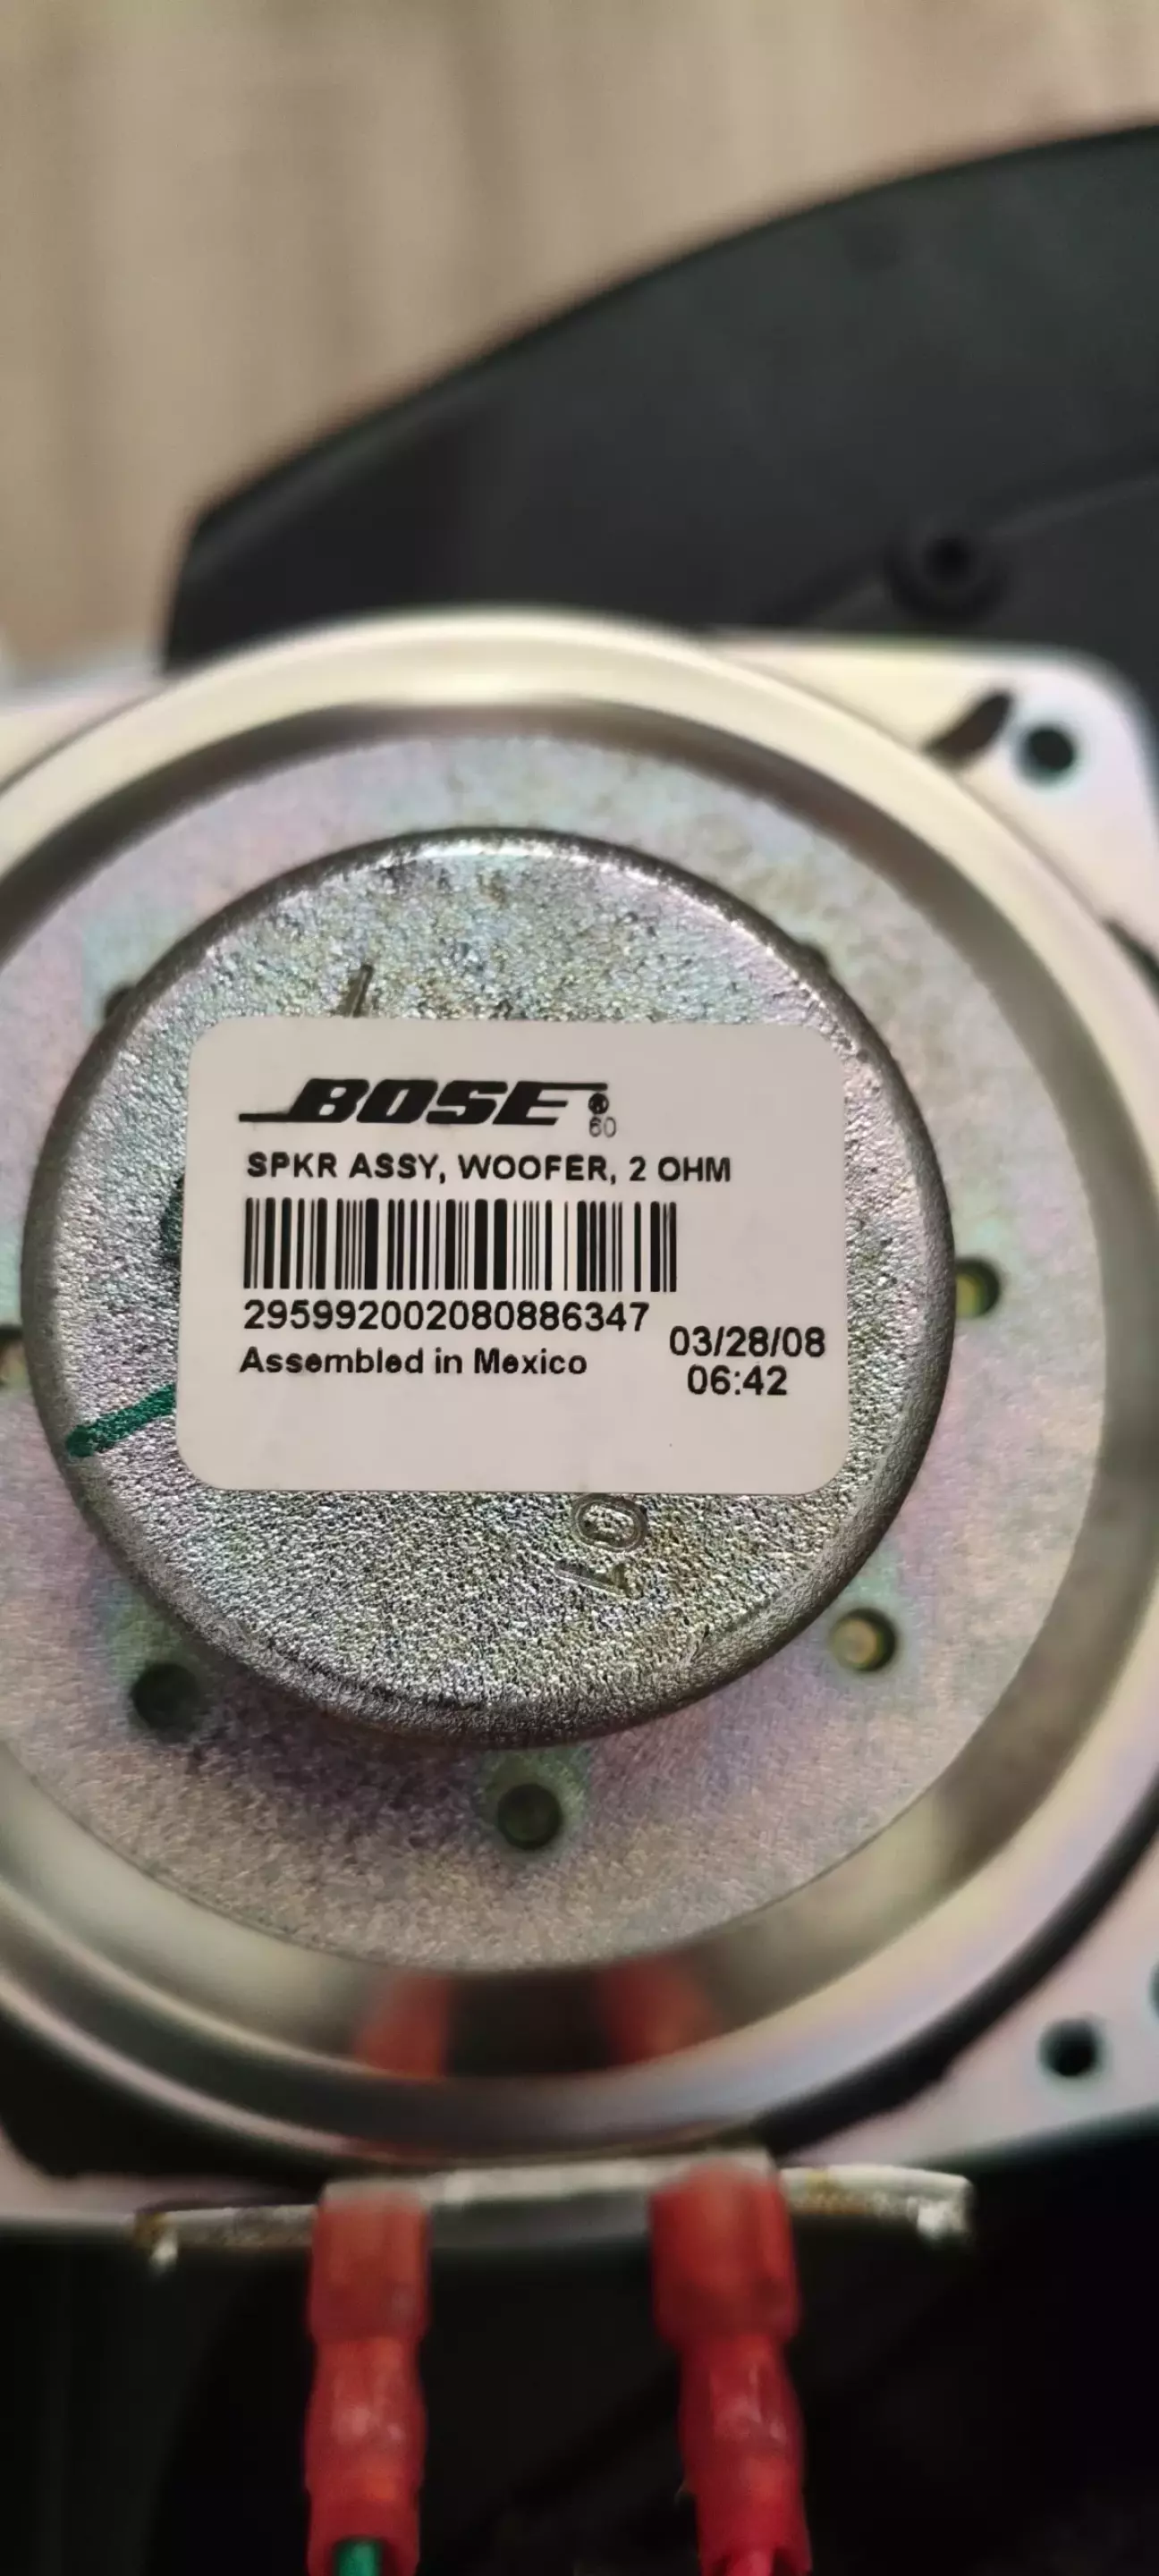 BOSE®
60
SPKR ASSY, WOOFER, 2 OHM
295992002080886347
03/28/08
Assembled in Mexico
06:42